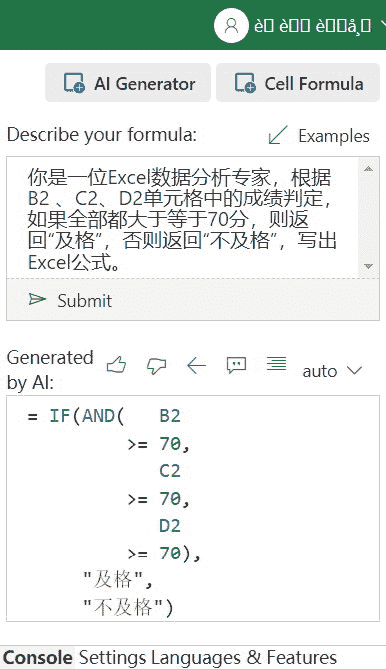 AI Generator Cell Formula
Describe your formula: Examples
你是一位Excel数据分析专家，根据
B2 、C2、D2单元格中的成绩判定，
如果全部都大于等于70分，则返
回“及格”，否则返回“不及格”，写出
Excel公式。
Submit
Generated
by AI:
auto
= IF(AND( B2
>= 70,
C2
>= 70,
D2
>= 70),
"及格",
"不及格")
Console Settings Languages & Features